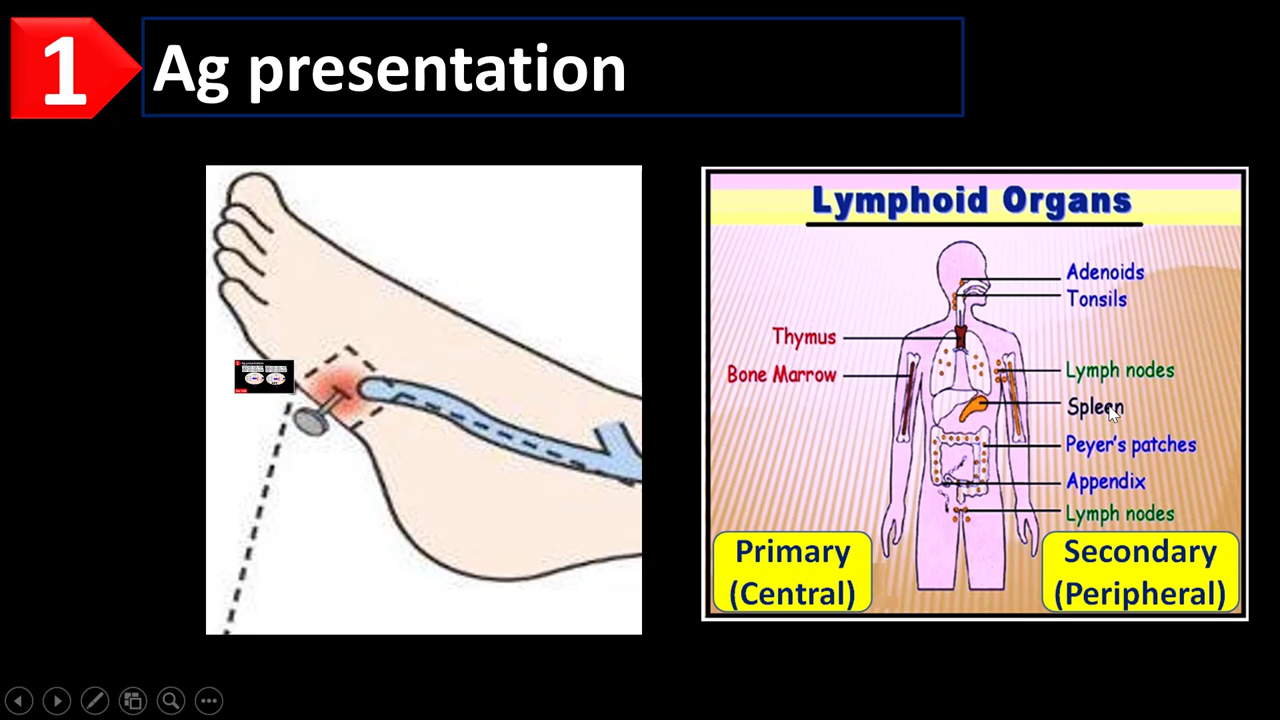 1
Ag presentation
Lymphoid Organs
Adenoids
Tonsils
Thymus
Bone Marrow
Lymph nodes
Spleen
Peyer's patches
Appendix
Lymph nodes
Primary
(Central)
Secondary
(Peripheral)